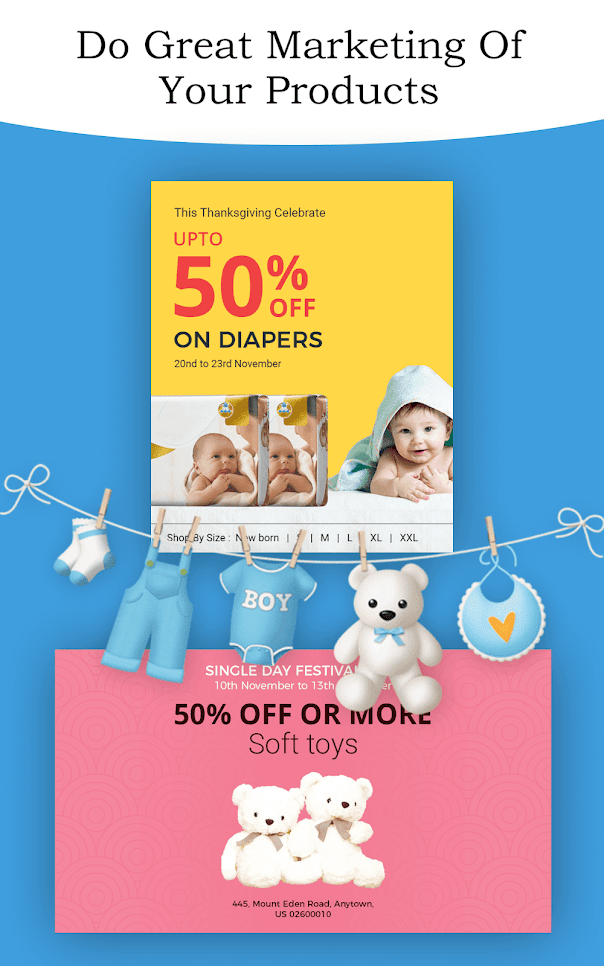 Do Great Marketing Of
Your Products
This Thanksgiving Celebrate
UPTO
50%
OFF
ON DIAPERS
20nd to 23rd November
Shop By Size : New born | S | M | L | XL | XXL
BOY
SINGLE DAY FESTIVAL
10th November to 13th
50% OFF OR MORE
Soft toys
445, Mount Eden Road, Anytown,
US 02600010